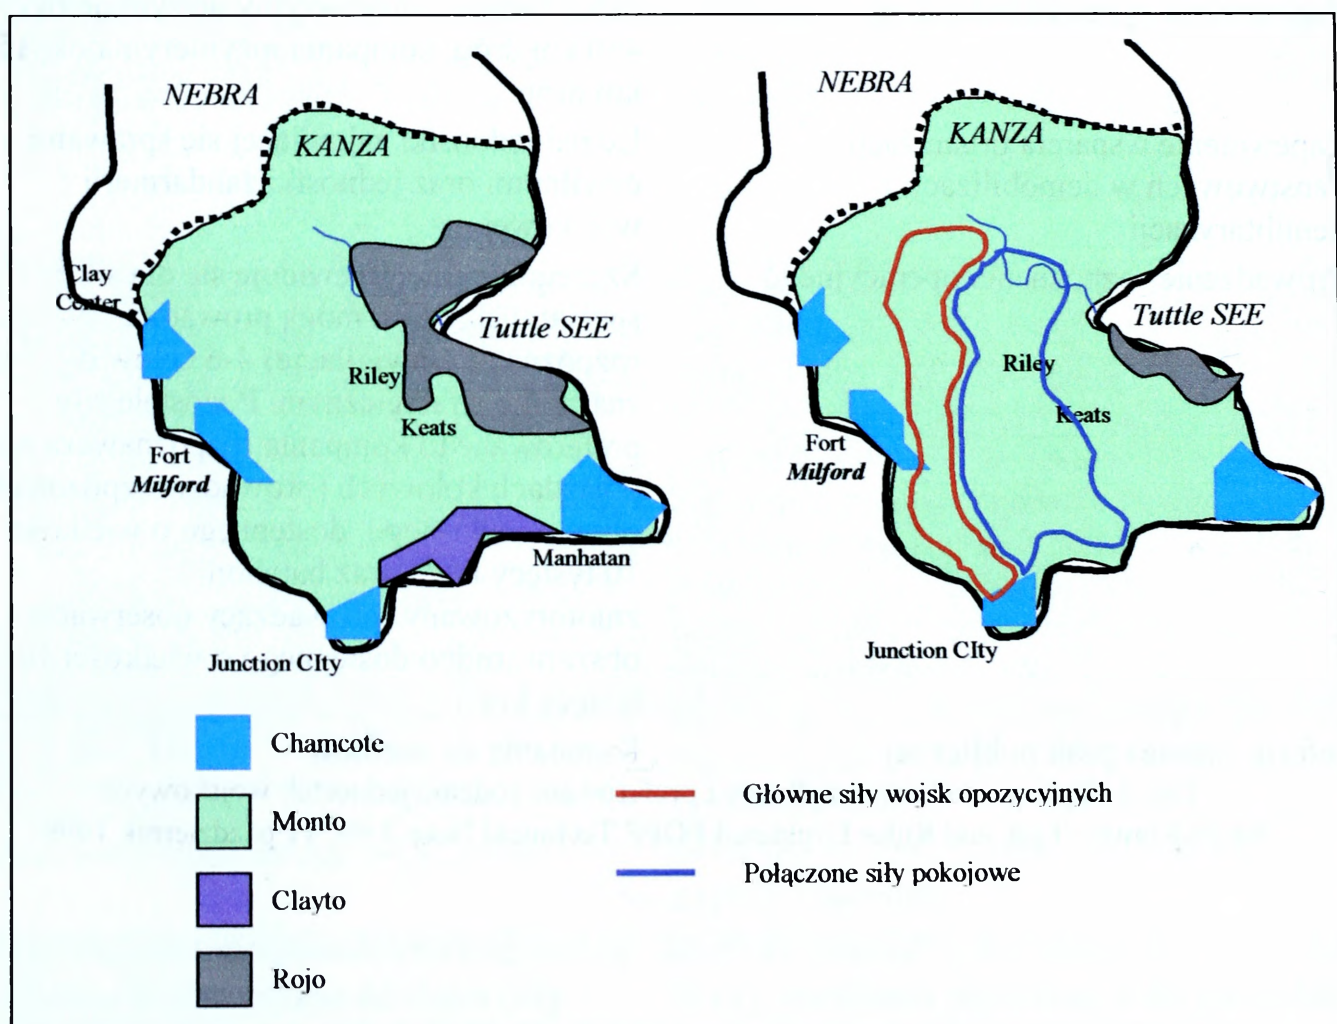 NEBRA
KANZA
Clay
Center
Tuttle SEE
Riley
Keats
Fort
Milford
Manhatan
Junction CIty
NEBRA
KANZA
Tuttle SEE
Riley
Keats
Fort
Milford
Junction CIty
Chamcote
Monto
Clayto
Rojo
Główne siły wojsk opozycyjnych
Połączone siły pokojowe